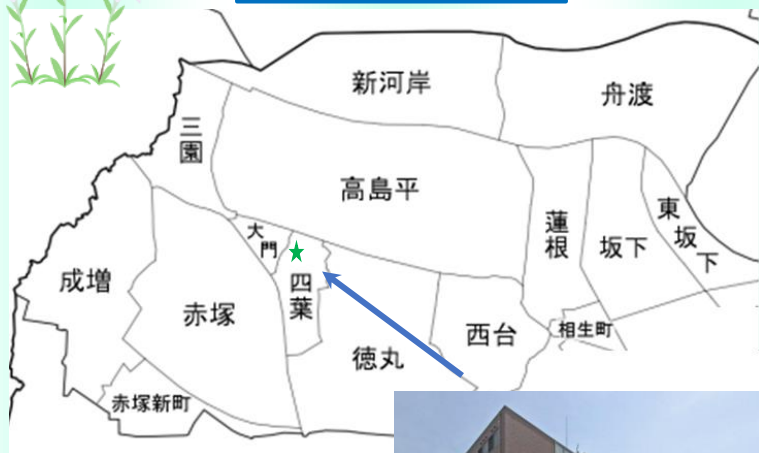 新河岸
舟渡
三園
高島平
大門
四葉
蓮根
坂下
東坂下
成増
赤塚
徳丸
西台
相生町
赤塚新町